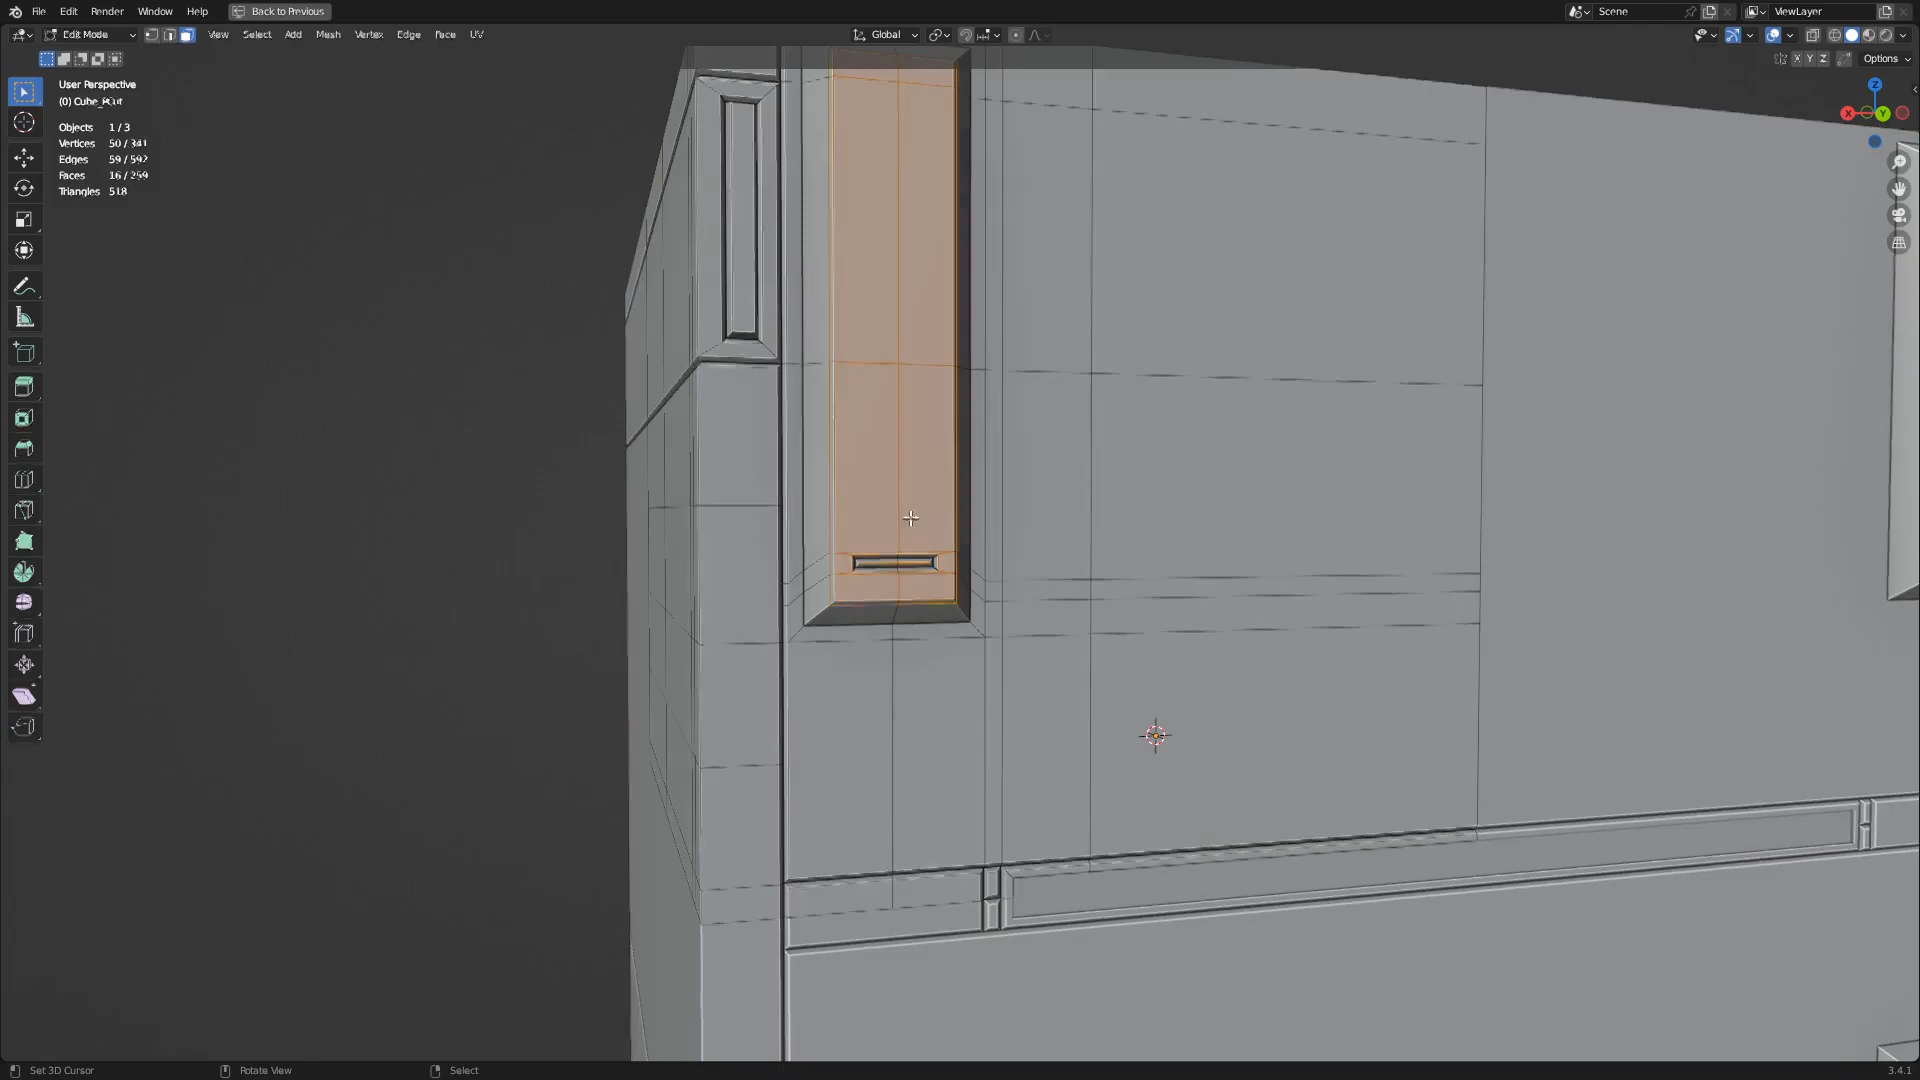 File Edit Render Window Help Back to Previous Scene ViewLayer
Edit Mode View Select Add Mesh Vertex Edge Face UV Global
X Y Z Options
User Perspective
(0) Cube_
Objects 1 / 3
Vertices 50 / 341
Edges 59 / 592
Faces 16 / 259
Triangles 518
Z
X Y
Set 3D Cursor Rotate View Select 3.4.1